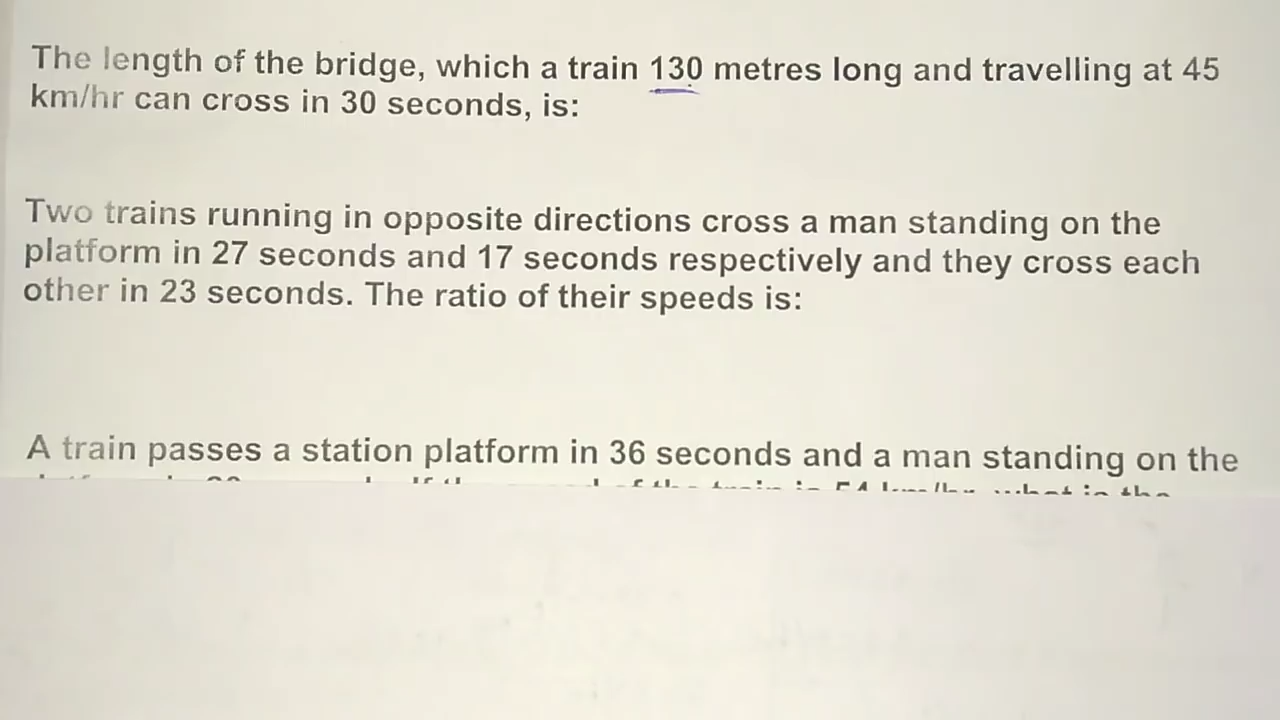 The length of the bridge, which a train 130 metres long and travelling at 45
km/hr can cross in 30 seconds, is:
Two trains running in opposite directions cross a man standing on the
platform in 27 seconds and 17 seconds respectively and they cross each
other in 23 seconds. The ratio of their speeds is:
A train passes a station platform in 36 seconds and a man standing on the